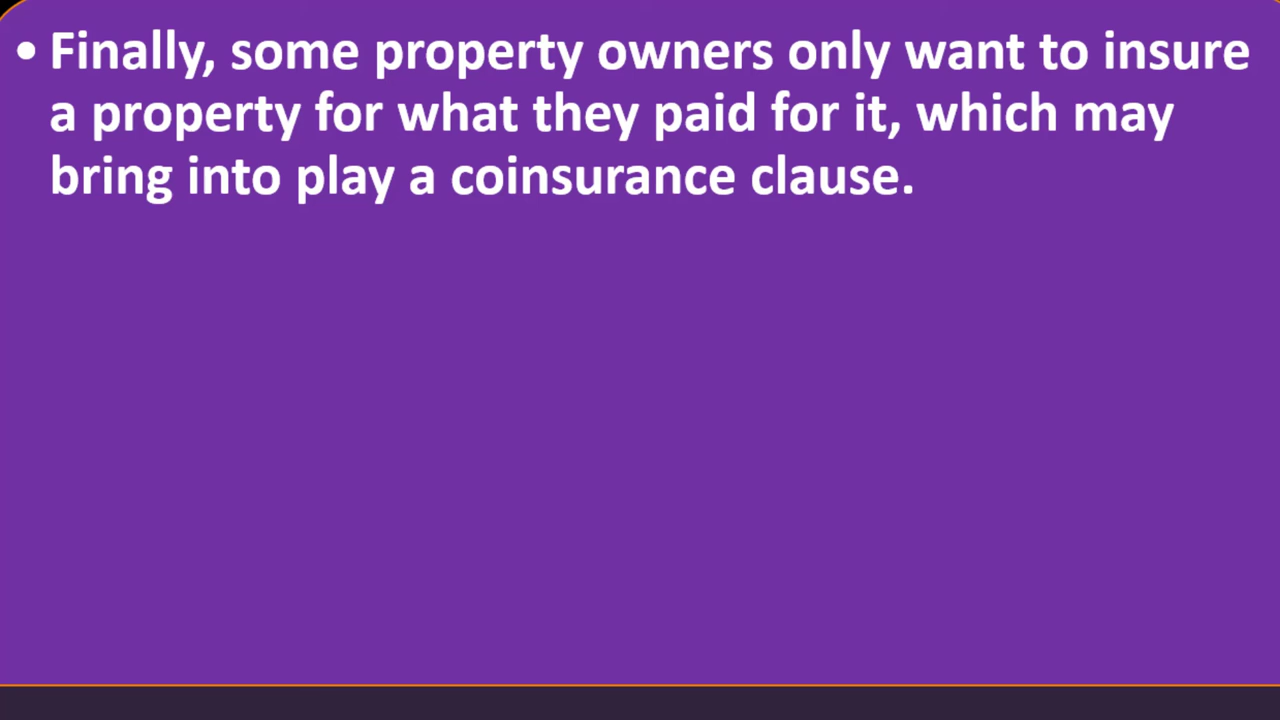 • Finally, some property owners only want to insure
a property for what they paid for it, which may
bring into play a coinsurance clause.